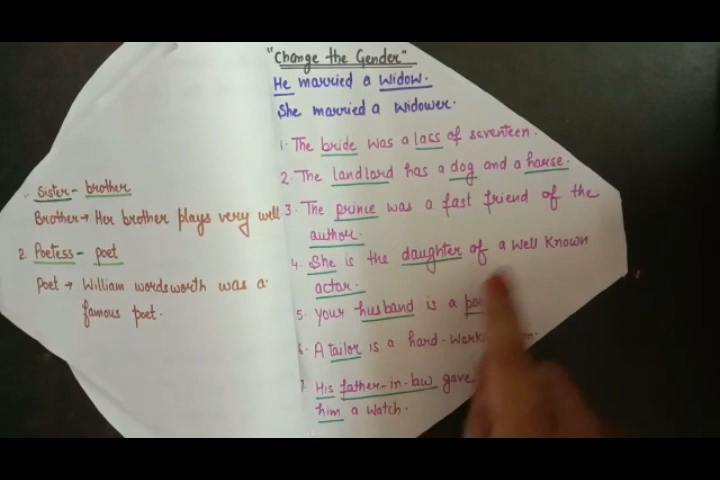 1. Sister - brother
Brother → Her brother plays very well
2. Poetess - poet
Poet → William wordsworth was a
famous poet.
"Change the Gender"
He married a widow.
She married a widower.
1. The bride was a lass of seventeen.
2. The landlord has a dog and a horse.
3. The prince was a fast friend of the
author.
4. She is the daughter of a well known
actor.
5. Your husband is a
6. A tailor is a hard-
7. His father-in-law gave
him a watch.